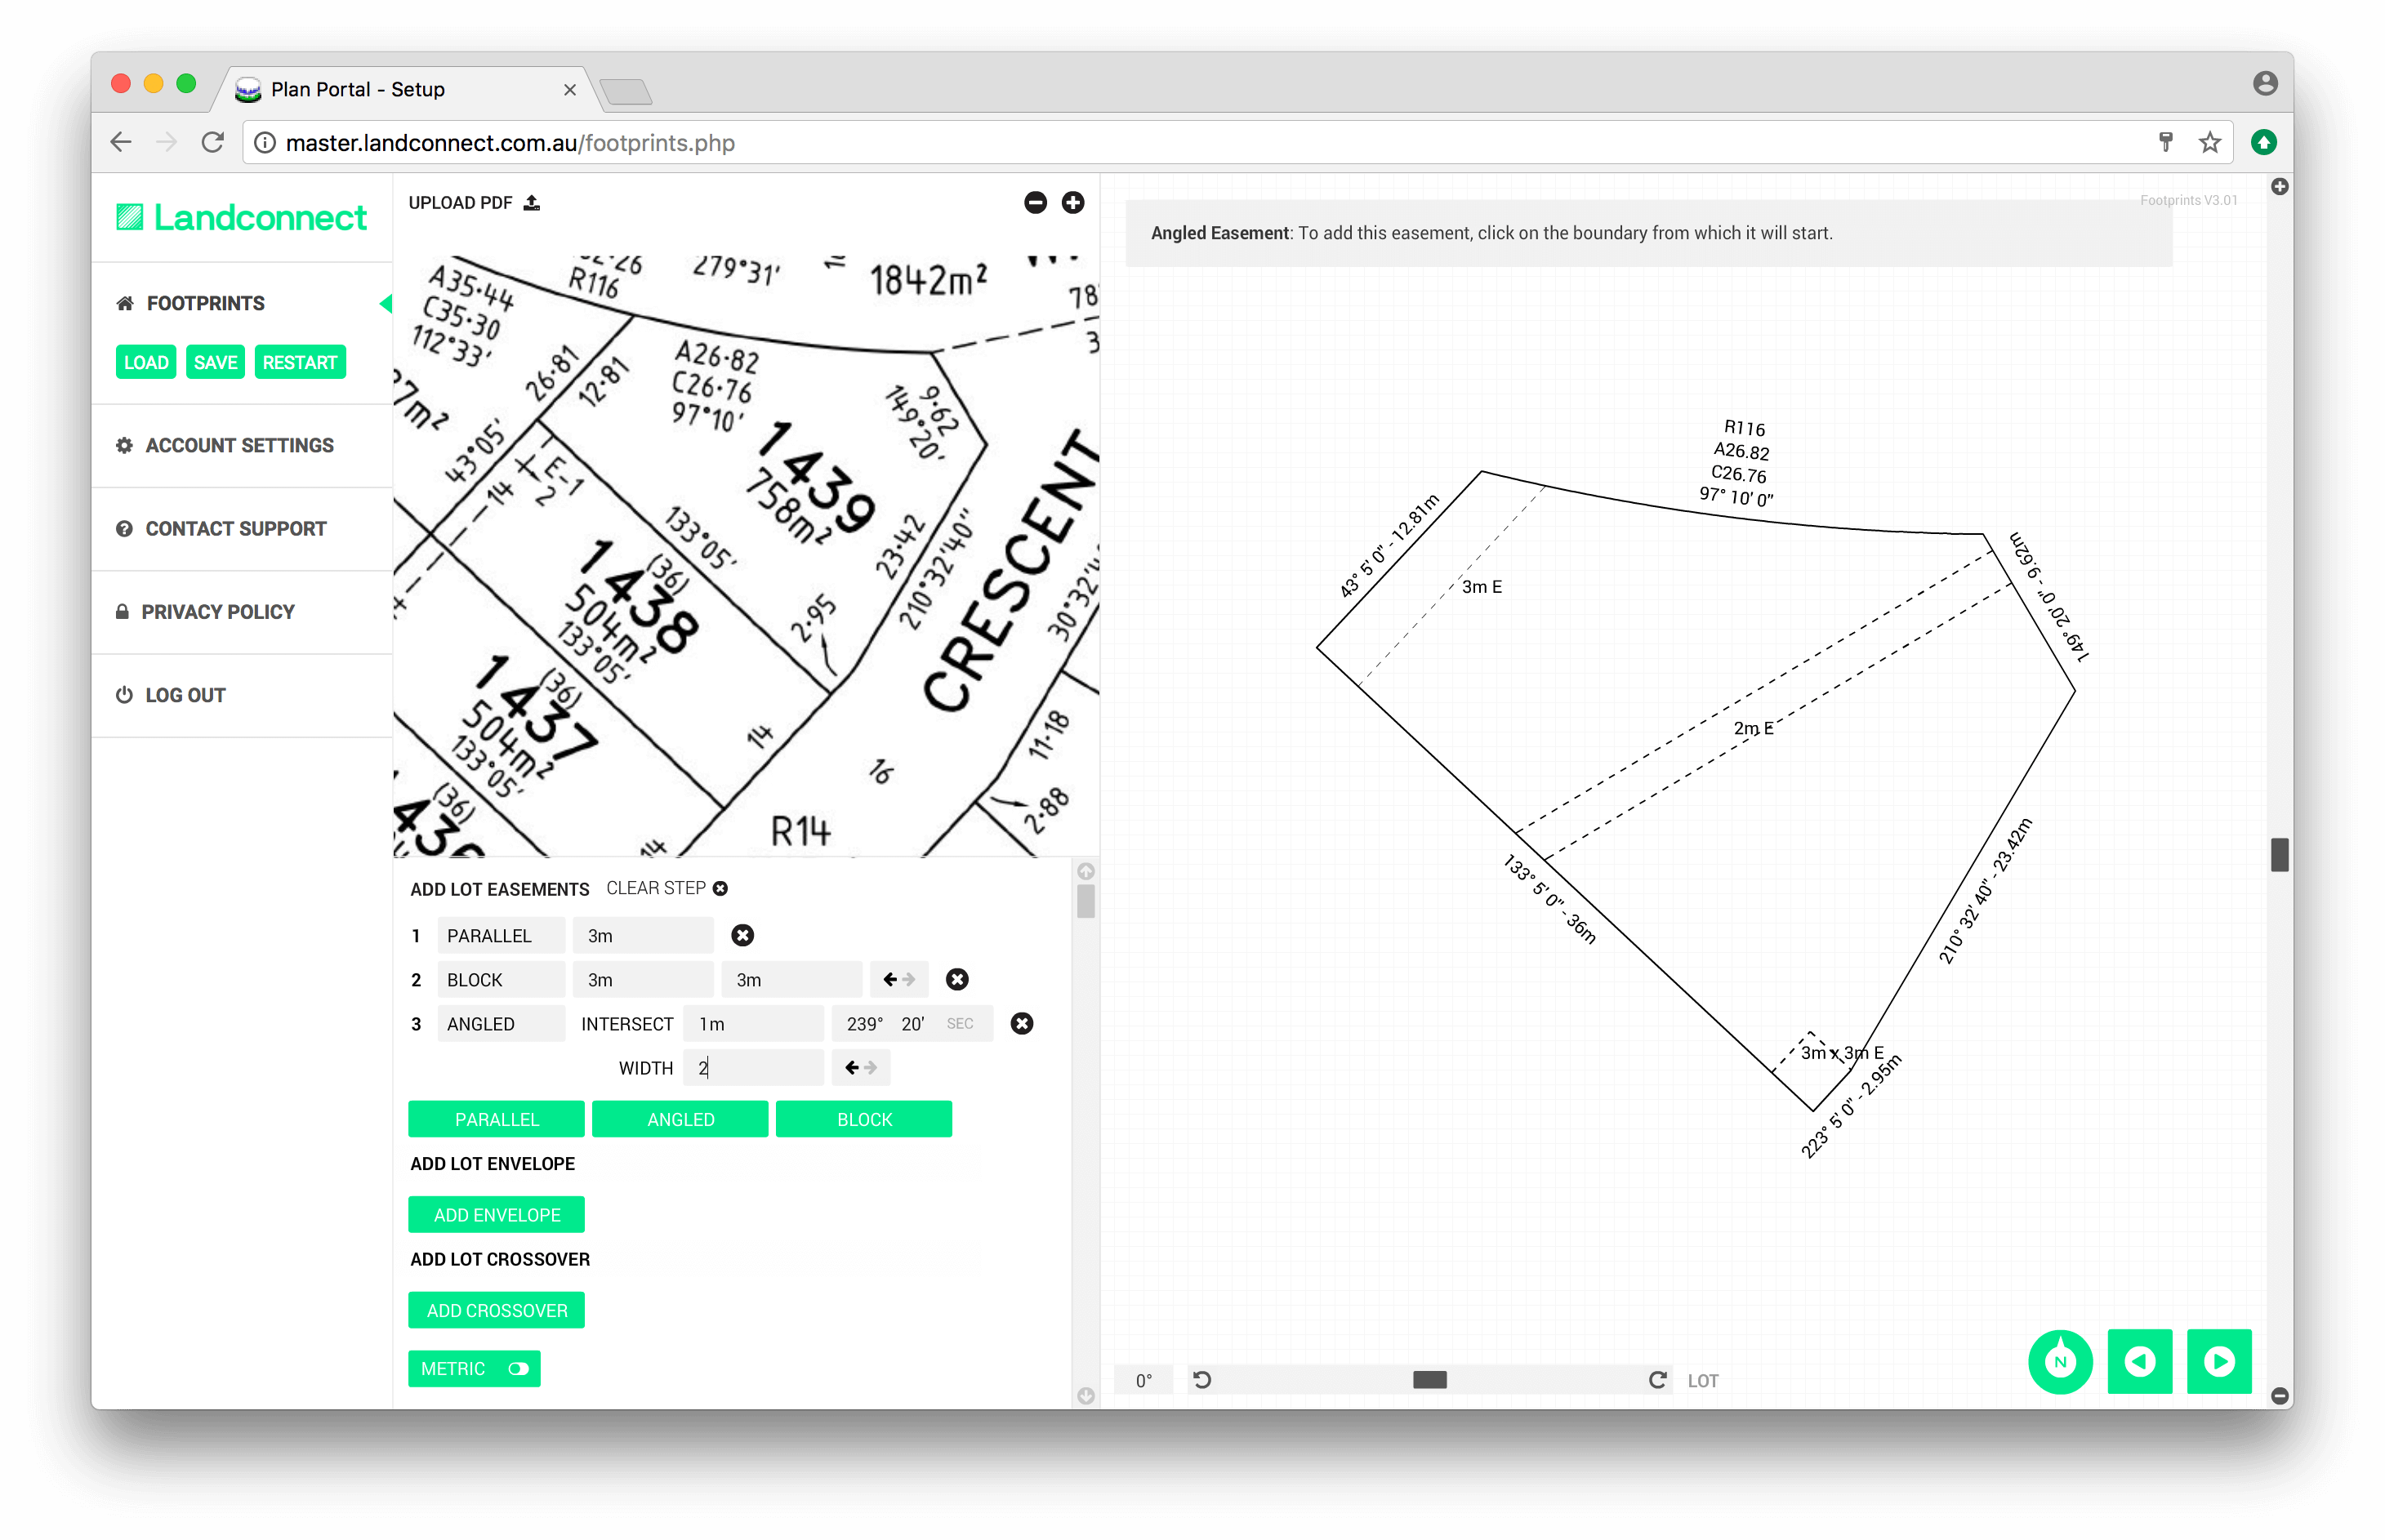 Plan Portal - Setup
master.landconnect.com.au/footprints.php
Landconnect
FOOTPRINTS
LOAD SAVE RESTART
ACCOUNT SETTINGS
CONTACT SUPPORT
PRIVACY POLICY
LOG OUT
UPLOAD PDF
A35·44
C35·30
112°33'
R116
279°31'
1842m²
78
3
26·81
12·81
A26·82
C26·76
97°10'
9·62
149°20'
7m²
43°05'
14
E-1
2
1439
758m²
133°05'
23·42
210°32'40"
CRESCENT
1438
(36)
504m²
133°05'
2·95
30°32'4
1437
(36)
504m²
133°05'
14
16
11·18
2·88
(36)
R14
14
ADD LOT EASEMENTS CLEAR STEP
1 PARALLEL 3m
2 BLOCK 3m 3m
3 ANGLED INTERSECT 1m 239° 20' SEC
WIDTH 2
PARALLEL ANGLED BLOCK
ADD LOT ENVELOPE
ADD ENVELOPE
ADD LOT CROSSOVER
ADD CROSSOVER
METRIC
Footprints V3.01
Angled Easement: To add this easement, click on the boundary from which it will start.
R116
A26.82
C26.76
97° 10' 0"
43° 5' 0" - 12.81m
149° 20' 0" - 9.62m
3m E
2m E
133° 5' 0" - 36m
210° 32' 40" - 23.42m
3m x 3m E
223° 5' 0" - 2.95m
0° LOT
N